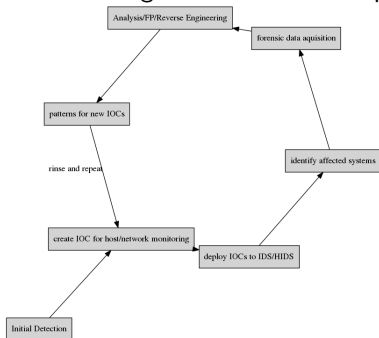 Analysis/FP/Reverse Engineering
forensic data aquisition
patterns for new IOCs
identify affected systems
rinse and repeat
create IOC for host/network monitoring
deploy IOCs to IDS/HIDS
Initial Detection